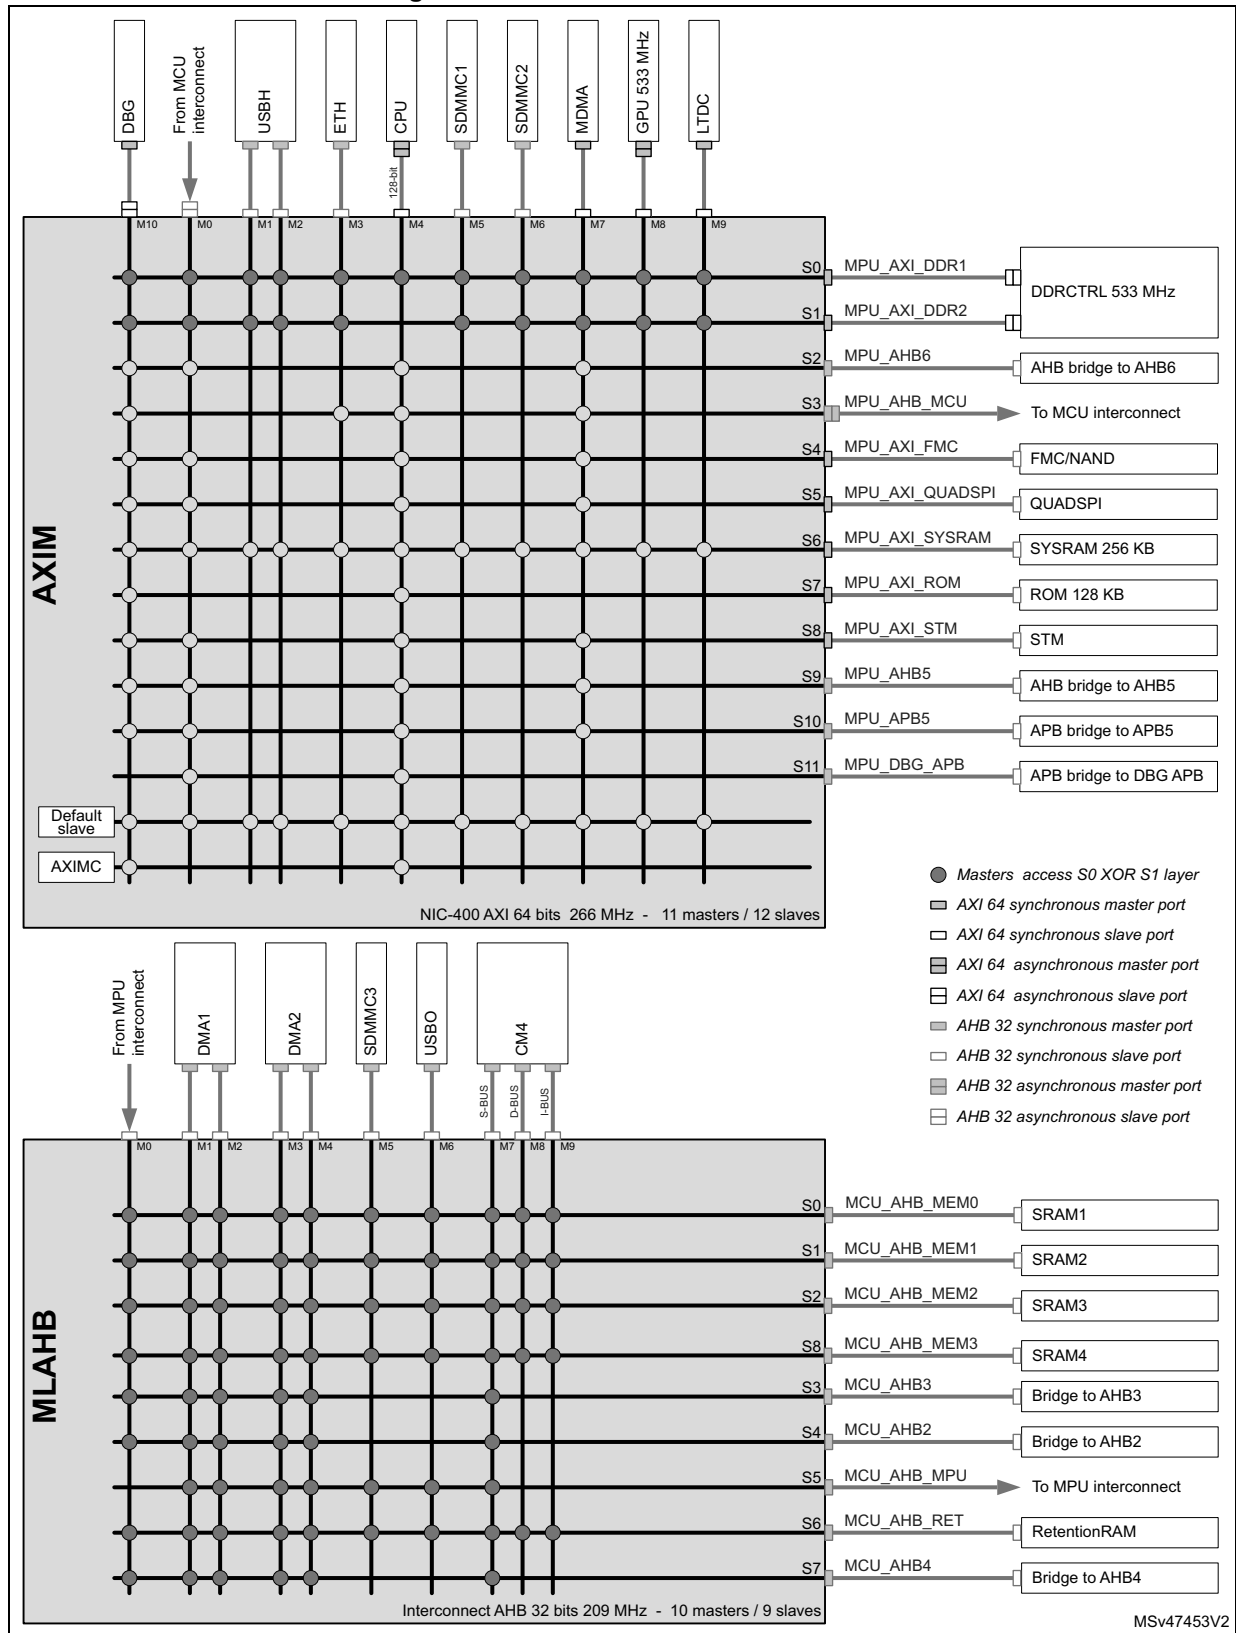 DBG
From MCU
interconnect
USBH
ETH
CPU
SDMMC1
SDMMC2
MDMA
GPU 533 MHz
LTDC
128-bit
M10
M0
M1
M2
M3
M4
M5
M6
M7
M8
M9
AXIM
S0
MPU_AXI_DDR1
DDRCTRL 533 MHz
S1
MPU_AXI_DDR2
S2
MPU_AHB6
AHB bridge to AHB6
S3
MPU_AHB_MCU
To MCU interconnect
S4
MPU_AXI_FMC
FMC/NAND
S5
MPU_AXI_QUADSPI
QUADSPI
S6
MPU_AXI_SYSRAM
SYSRAM 256 KB
S7
MPU_AXI_ROM
ROM 128 KB
S8
MPU_AXI_STM
STM
S9
MPU_AHB5
AHB bridge to AHB5
S10
MPU_APB5
APB bridge to APB5
S11
MPU_DBG_APB
APB bridge to DBG APB
Default
slave
AXIMC
NIC-400 AXI 64 bits 266 MHz - 11 masters / 12 slaves
Masters access S0 XOR S1 layer
AXI 64 synchronous master port
AXI 64 synchronous slave port
AXI 64 asynchronous master port
AXI 64 asynchronous slave port
AHB 32 synchronous master port
AHB 32 synchronous slave port
AHB 32 asynchronous master port
AHB 32 asynchronous slave port
From MPU
interconnect
DMA1
DMA2
SDMMC3
USBO
CM4
S-BUS
D-BUS
I-BUS
M0
M1
M2
M3
M4
M5
M6
M7
M8
M9
MLAHB
S0
MCU_AHB_MEM0
SRAM1
S1
MCU_AHB_MEM1
SRAM2
S2
MCU_AHB_MEM2
SRAM3
S8
MCU_AHB_MEM3
SRAM4
S3
MCU_AHB3
Bridge to AHB3
S4
MCU_AHB2
Bridge to AHB2
S5
MCU_AHB_MPU
To MPU interconnect
S6
MCU_AHB_RET
RetentionRAM
S7
MCU_AHB4
Bridge to AHB4
Interconnect AHB 32 bits 209 MHz - 10 masters / 9 slaves
MSv47453V2